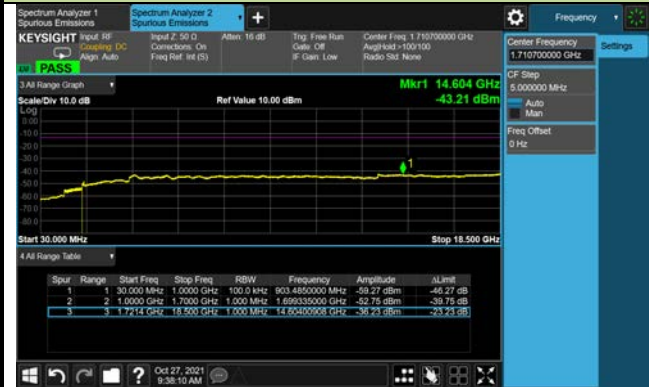 Spectrum Analyzer 1
Spurious Emissions
Spectrum Analyzer 2
Spurious Emissions
+
Frequency
KEYSIGHT
Input: RF
Coupling: DC
Align: Auto
Input Z: 50 Ω
Corrections: On
Freq Ref: Int (S)
Atten: 16 dB
Trig: Free Run
Gate: Off
IF Gain: Low
Center Freq: 1.710700000 GHz
Avg|Hold:>100/100
Radio Std: None
PASS
Center Frequency
1.710700000 GHz
Settings
CF Step
5.000000 MHz
Auto
Man
Freq Offset
0 Hz
3 All Range Graph
Mkr1 14.604 GHz
-43.21 dBm
Scale/Div 10.0 dB
Ref Value 10.00 dBm
Log
0.00
-10.0
-20.0
-30.0
-40.0
-50.0
-60.0
-70.0
-80.0
1
Start 30.000 MHz
Stop 18.500 GHz
4 All Range Table
Spur Range Start Freq Stop Freq RBW Frequency Amplitude ΔLimit
1 1 30.000 MHz 1.0000 GHz 100.0 kHz 903.4850000 MHz -59.27 dBm -46.27 dB
2 2 1.0000 GHz 1.7000 GHz 1.000 MHz 1.699335000 GHz -52.75 dBm -39.75 dB
3 3 1.7214 GHz 18.500 GHz 1.000 MHz 14.60400908 GHz -36.23 dBm -23.23 dB
?
Oct 27, 2021
9:38:10 AM